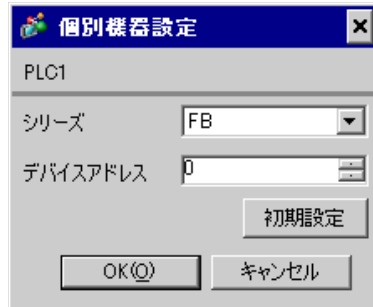 個別機器設定
PLC1
シリーズ FB
デバイスアドレス 0
初期設定
OK(O) キャンセル